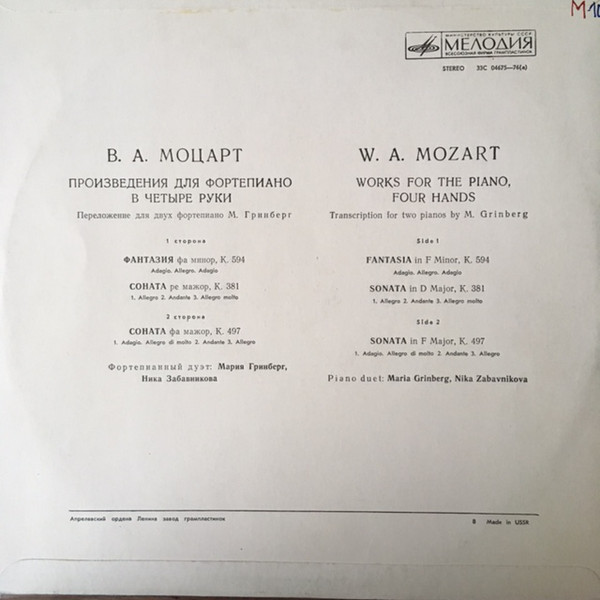 М10
МИНИСТЕРСТВО КУЛЬТУРЫ СССР
МЕЛОДИЯ
ВСЕСОЮЗНАЯ ФИРМА ГРАМПЛАСТИНОК
STEREO 33С 04675—76(а)
В. А. МОЦАРТ
ПРОИЗВЕДЕНИЯ ДЛЯ ФОРТЕПИАНО
В ЧЕТЫРЕ РУКИ
Переложение для двух фортепиано М. Гринберг
1 сторона
ФАНТАЗИЯ фа минор, К. 594
Adagio. Allegro. Adagio
СОНАТА ре мажор, К. 381
1. Allegro 2. Andante 3. Allegro molto
2 сторона
СОНАТА фа мажор, К. 497
1. Adagio. Allegro di molto 2. Andante 3. Allegro
Фортепианный дуэт: Мария Гринберг,
Ника Забавникова
W. A. MOZART
WORKS FOR THE PIANO,
FOUR HANDS
Transcription for two pianos by M. Grinberg
Side 1
FANTASIA in F Minor, K. 594
Adagio. Allegro. Adagio
SONATA in D Major, K. 381
1. Allegro 2. Andante 3. Allegro molto
Side 2
SONATA in F Major, K. 497
1. Adagio. Allegro di molto 2. Andante 3. Allegro
Piano duet: Maria Grinberg, Nika Zabavnikova
Апрелевский ордена Ленина завод грампластинок
8 Made in USSR